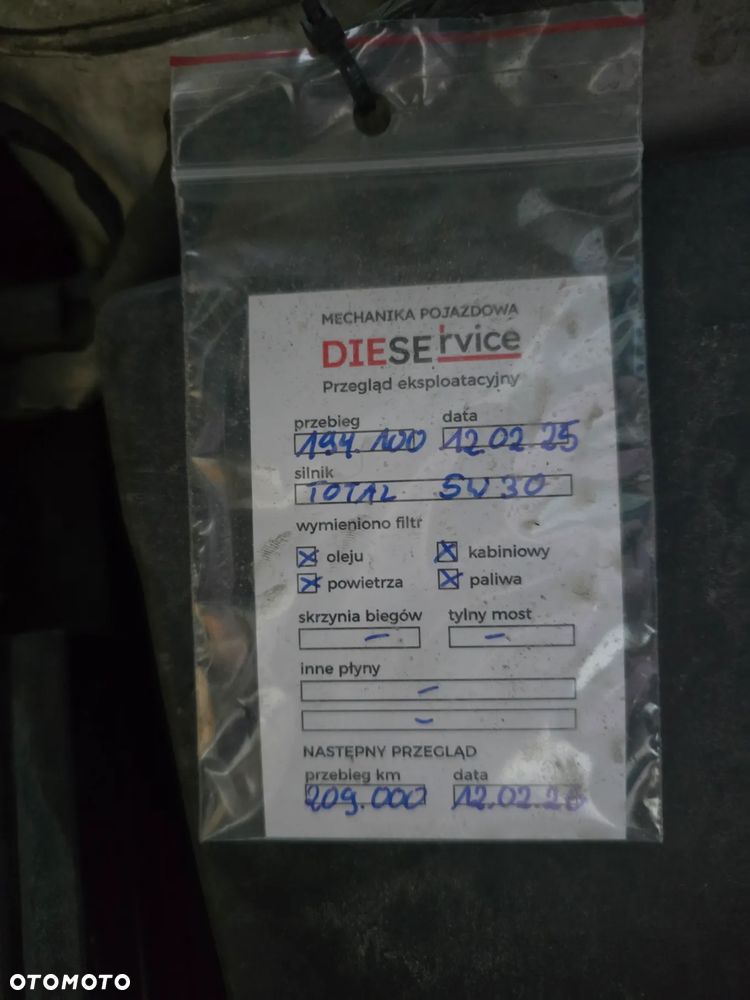 MECHANIKA POJAZDOWA
DIESErvice
Przegląd eksploatacyjny
przebieg data
194.100 12.02.25
silnik
TOTAL 5W30
wymieniono filtr
oleju kabiniowy
powietrza paliwa
skrzynia biegów tylny most
- -
inne płyny
-
-
NASTĘPNY PRZEGLĄD
przebieg km data
209.000 12.02.26
OTOMOTO